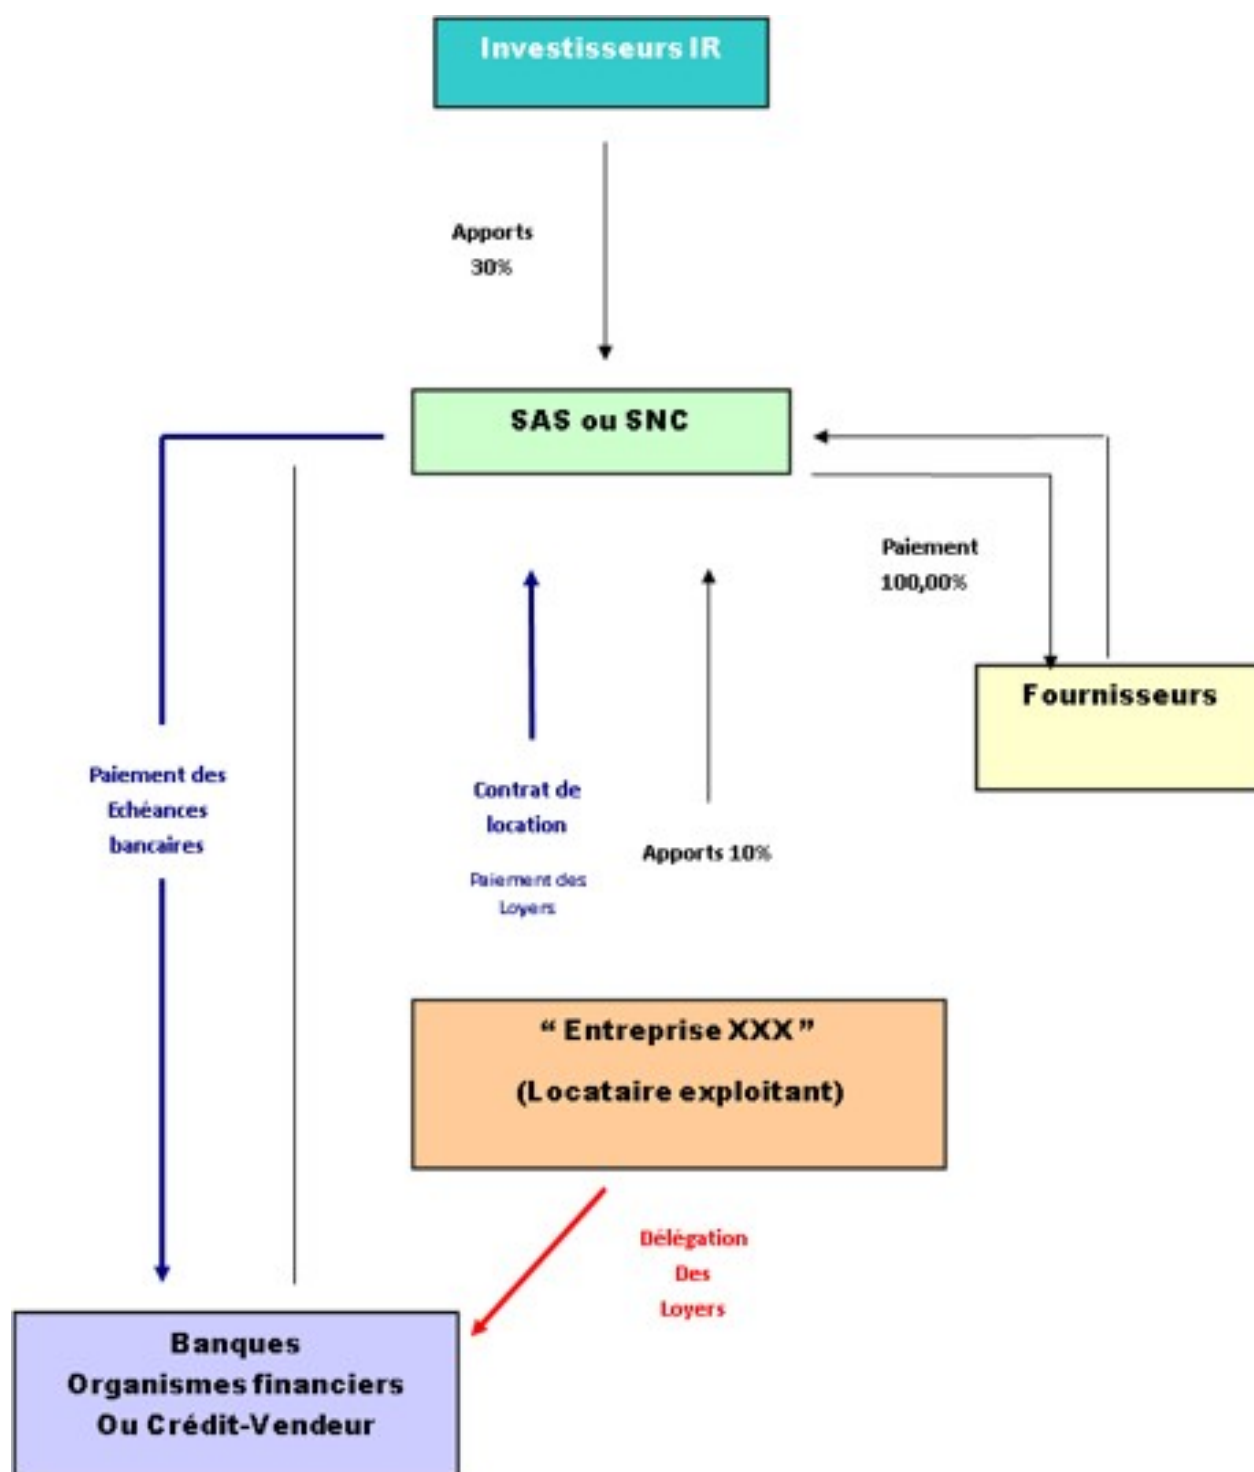 Investisseurs IR
Apports
30%
SAS ou SNC
Paiement
100,00%
Fournisseurs
Paiement des
Echéances
bancaires
Contrat de
location
Paiement des
Loyers
Apports 10%
“ Entreprise XXX ”
(Locataire exploitant)
Délégation
Des
Loyers
Banques
Organismes financiers
Ou Crédit-Vendeur